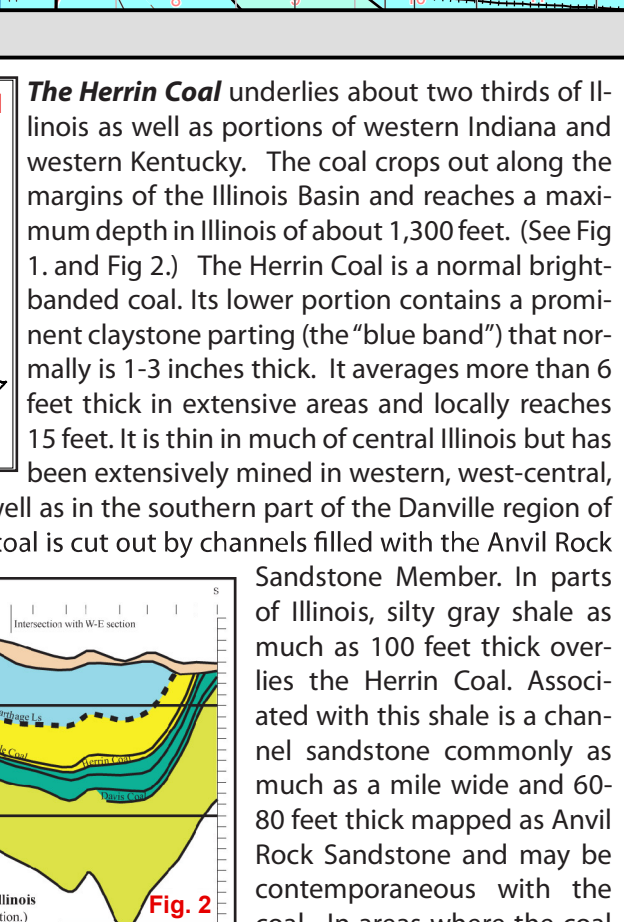 The Herrin Coal underlies about two thirds of Il-
linois as well as portions of western Indiana and
western Kentucky. The coal crops out along the
margins of the Illinois Basin and reaches a maxi-
mum depth in Illinois of about 1,300 feet. (See Fig
1. and Fig 2.) The Herrin Coal is a normal bright-
banded coal. Its lower portion contains a promi-
nent claystone parting (the “blue band”) that nor-
mally is 1-3 inches thick. It averages more than 6
feet thick in extensive areas and locally reaches
15 feet. It is thin in much of central Illinois but has
been extensively mined in western, west-central,
well as in the southern part of the Danville region of
coal is cut out by channels filled with the Anvil Rock
Sandstone Member. In parts
of Illinois, silty gray shale as
much as 100 feet thick over-
lies the Herrin Coal. Associ-
ated with this shale is a chan-
nel sandstone commonly as
much as a mile wide and 60-
80 feet thick mapped as Anvil
Rock Sandstone and may be
contemporaneous with the
coal. In areas where the coal
S
Intersection with W-E section
Ls
Coal
Herrin Coal
Davis Coal
Fig. 2